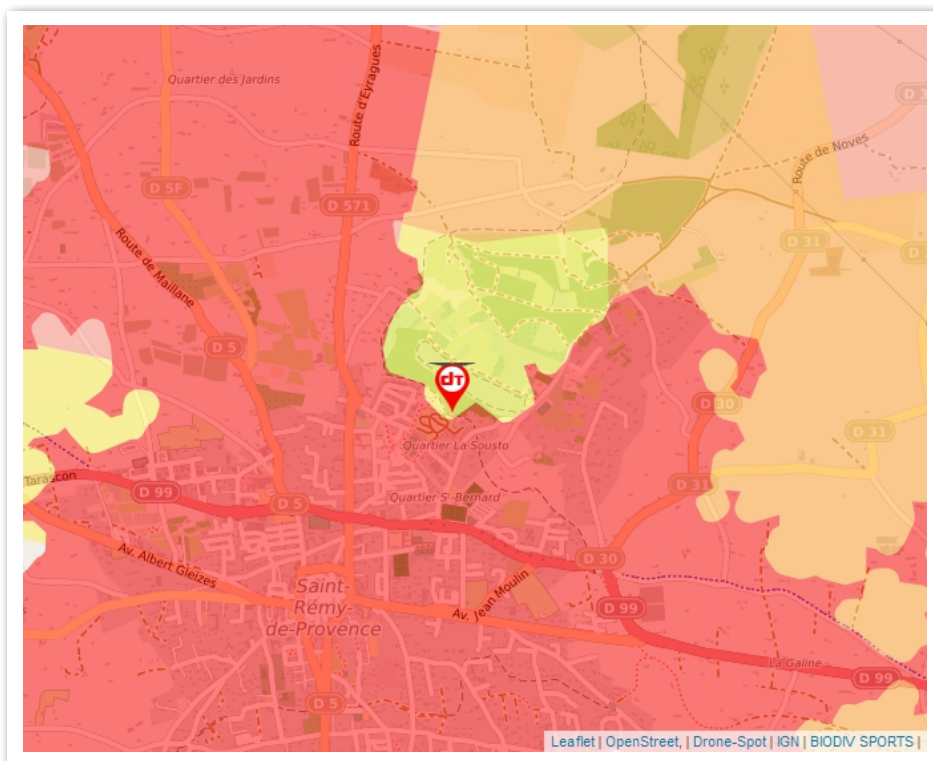 Quartier des Jardins
Route d'Eyragues
D 5F
D 571
Route de Noves
D 31
Route de Maillane
D 5
dT
D 30
D 31
Quartier La Sousto
Tarascon
D 99
D 5
Quartier St-Bernard
D 31
Av. Albert Gleizes
D 30
Saint-
Rémy-
de-Provence
Av. Jean Moulin
D 99
La Galine
D 99
D 5
Leaflet | OpenStreet, | Drone-Spot | IGN | BIODIV SPORTS |